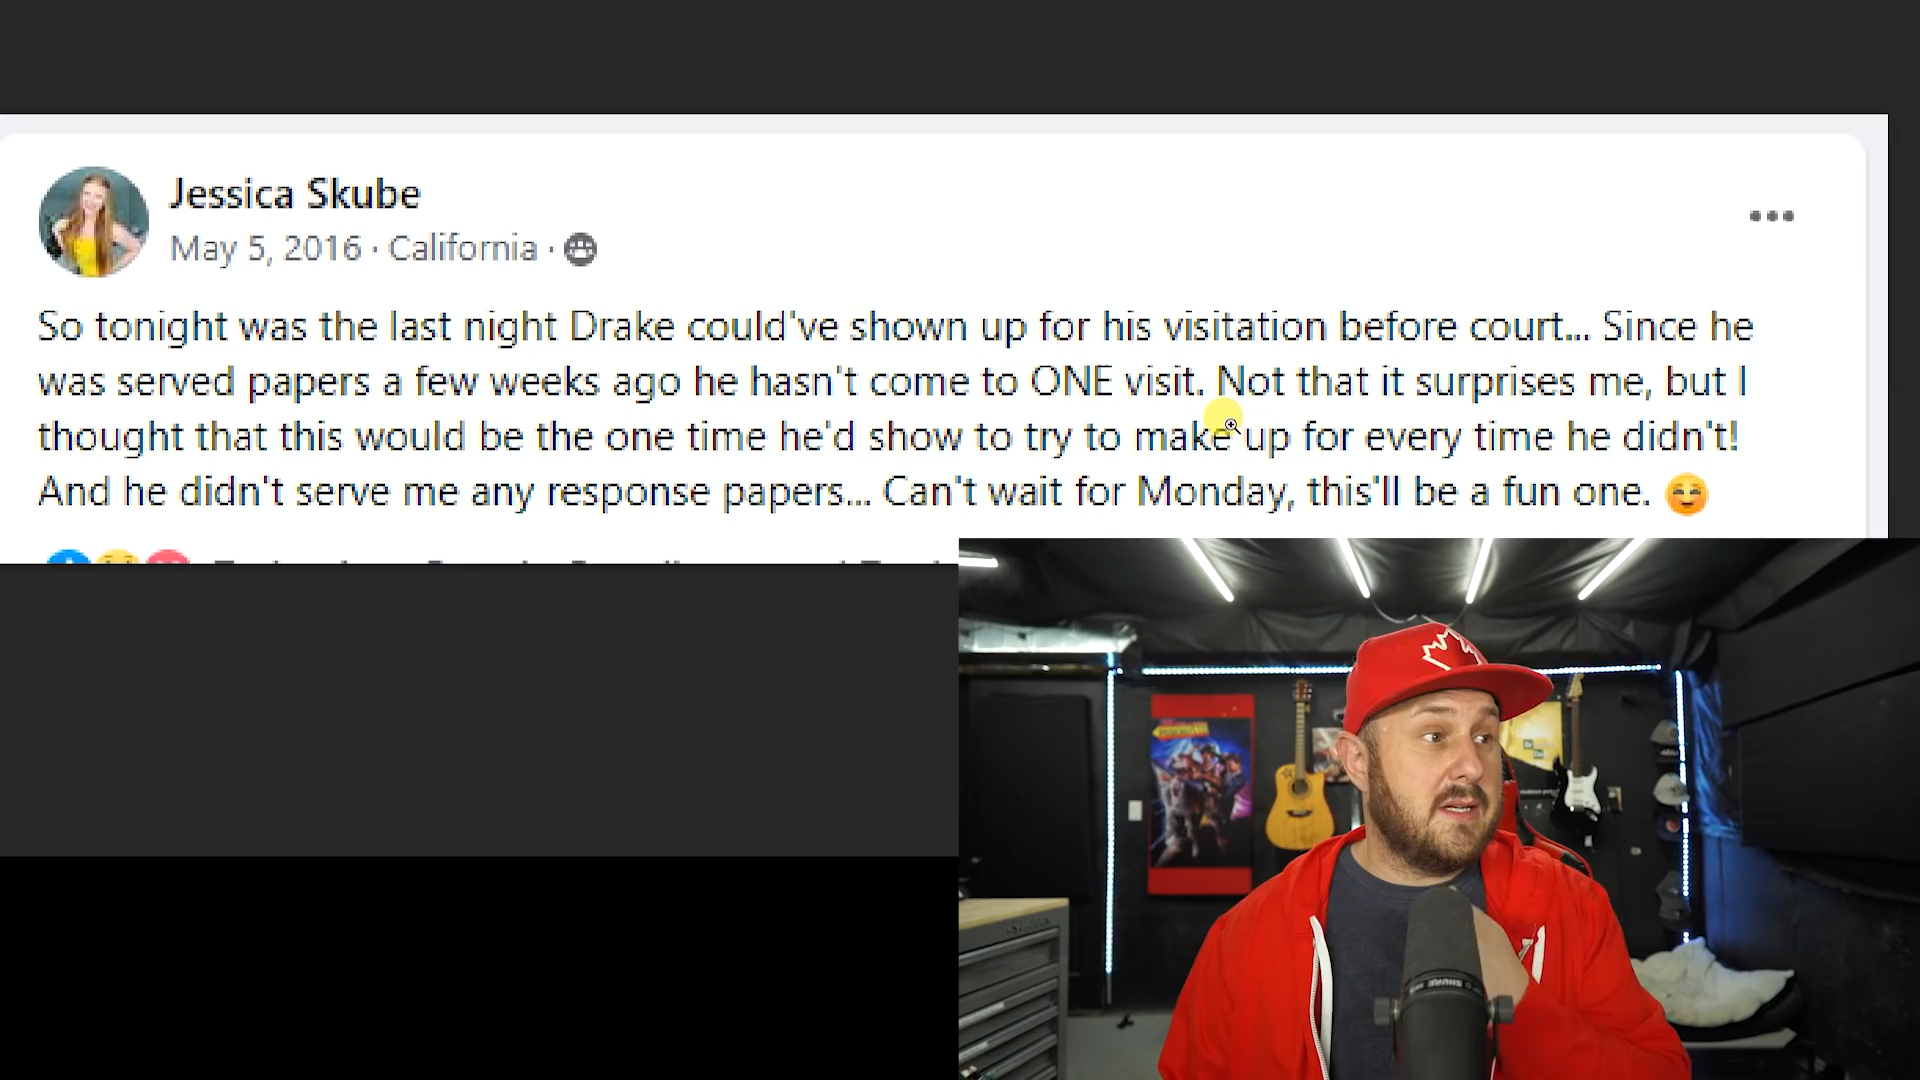 Jessica Skube
May 5, 2016 · California ·
So tonight was the last night Drake could've shown up for his visitation before court... Since he
was served papers a few weeks ago he hasn't come to ONE visit. Not that it surprises me, but I
thought that this would be the one time he'd show to try to make up for every time he didn't!
And he didn't serve me any response papers... Can't wait for Monday, this'll be a fun one. 😊
SHURE